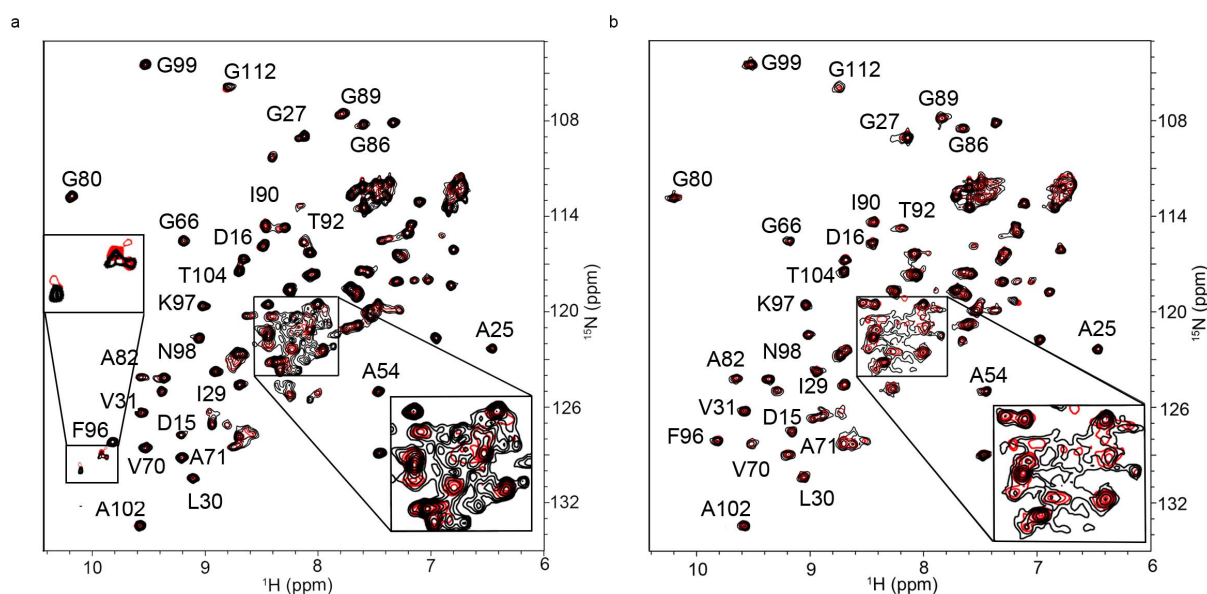 a
G99
G112
G89
G27
G86
G80
I90
T92
G66
D16
T104
K97
A82
N98
A25
I29
A54
V31
D15
F96
V70
A71
L30
A102
108
114
120
126
132
¹⁵N (ppm)
10 9 8 7 6
¹H (ppm)
b
G99
G112
G89
G27
G86
G80
I90
T92
G66
D16
T104
K97
A25
N98
A82
I29
A54
V31
D15
F96
A71
V70
L30
A102
108
114
120
126
132
¹⁵N (ppm)
10 9 8 7 6
¹H (ppm)